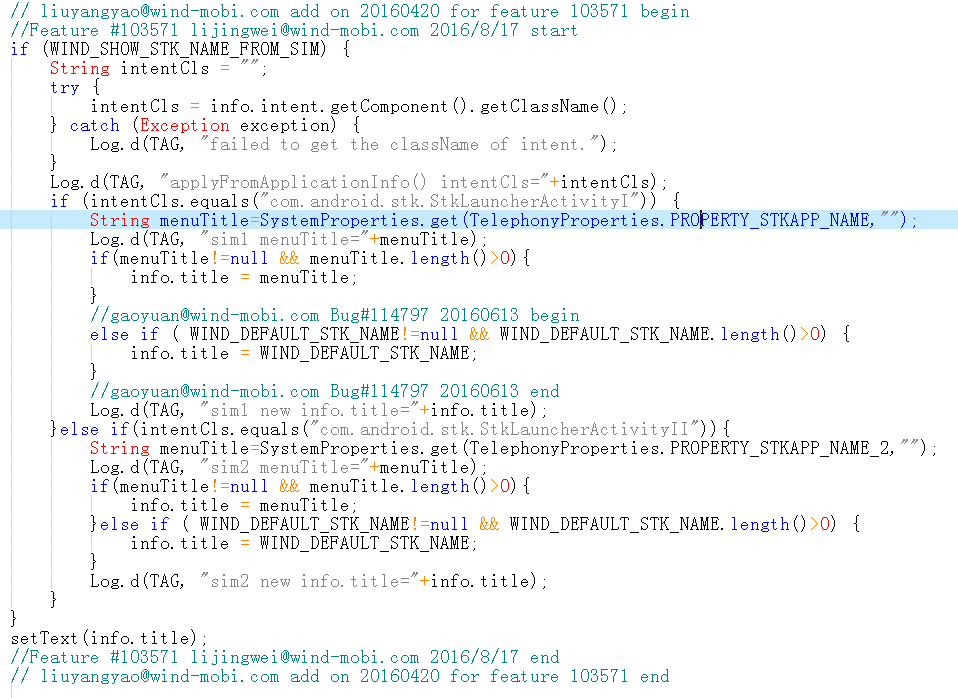 // liuyangyao@wind-mobi.com add on 20160420 for feature 103571 begin
//Feature #103571 lijingwei@wind-mobi.com 2016/8/17 start
if (WIND_SHOW_STK_NAME_FROM_SIM) {
String intentCls = "";
try {
intentCls = info.intent.getComponent().getClassName();
} catch (Exception exception) {
Log.d(TAG, "failed to get the className of intent.");
}
Log.d(TAG, "applyFromApplicationInfo() intentCls="+intentCls);
if (intentCls.equals("com.android.stk.StkLauncherActivityI")) {
String menuTitle=SystemProperties.get(TelephonyProperties.PROPERTY_STKAPP_NAME,"");
Log.d(TAG, "sim1 menuTitle="+menuTitle);
if(menuTitle!=null && menuTitle.length()>0){
info.title = menuTitle;
}
//gaoyuan@wind-mobi.com Bug#114797 20160613 begin
else if ( WIND_DEFAULT_STK_NAME!=null && WIND_DEFAULT_STK_NAME.length()>0) {
info.title = WIND_DEFAULT_STK_NAME;
}
//gaoyuan@wind-mobi.com Bug#114797 20160613 end
Log.d(TAG, "sim1 new info.title="+info.title);
}else if(intentCls.equals("com.android.stk.StkLauncherActivityII")){
String menuTitle=SystemProperties.get(TelephonyProperties.PROPERTY_STKAPP_NAME_2,"");
Log.d(TAG, "sim2 menuTitle="+menuTitle);
if(menuTitle!=null && menuTitle.length()>0){
info.title = menuTitle;
}else if ( WIND_DEFAULT_STK_NAME!=null && WIND_DEFAULT_STK_NAME.length()>0) {
info.title = WIND_DEFAULT_STK_NAME;
}
Log.d(TAG, "sim2 new info.title="+info.title);
}
}
setText(info.title);
//Feature #103571 lijingwei@wind-mobi.com 2016/8/17 end
// liuyangyao@wind-mobi.com add on 20160420 for feature 103571 end